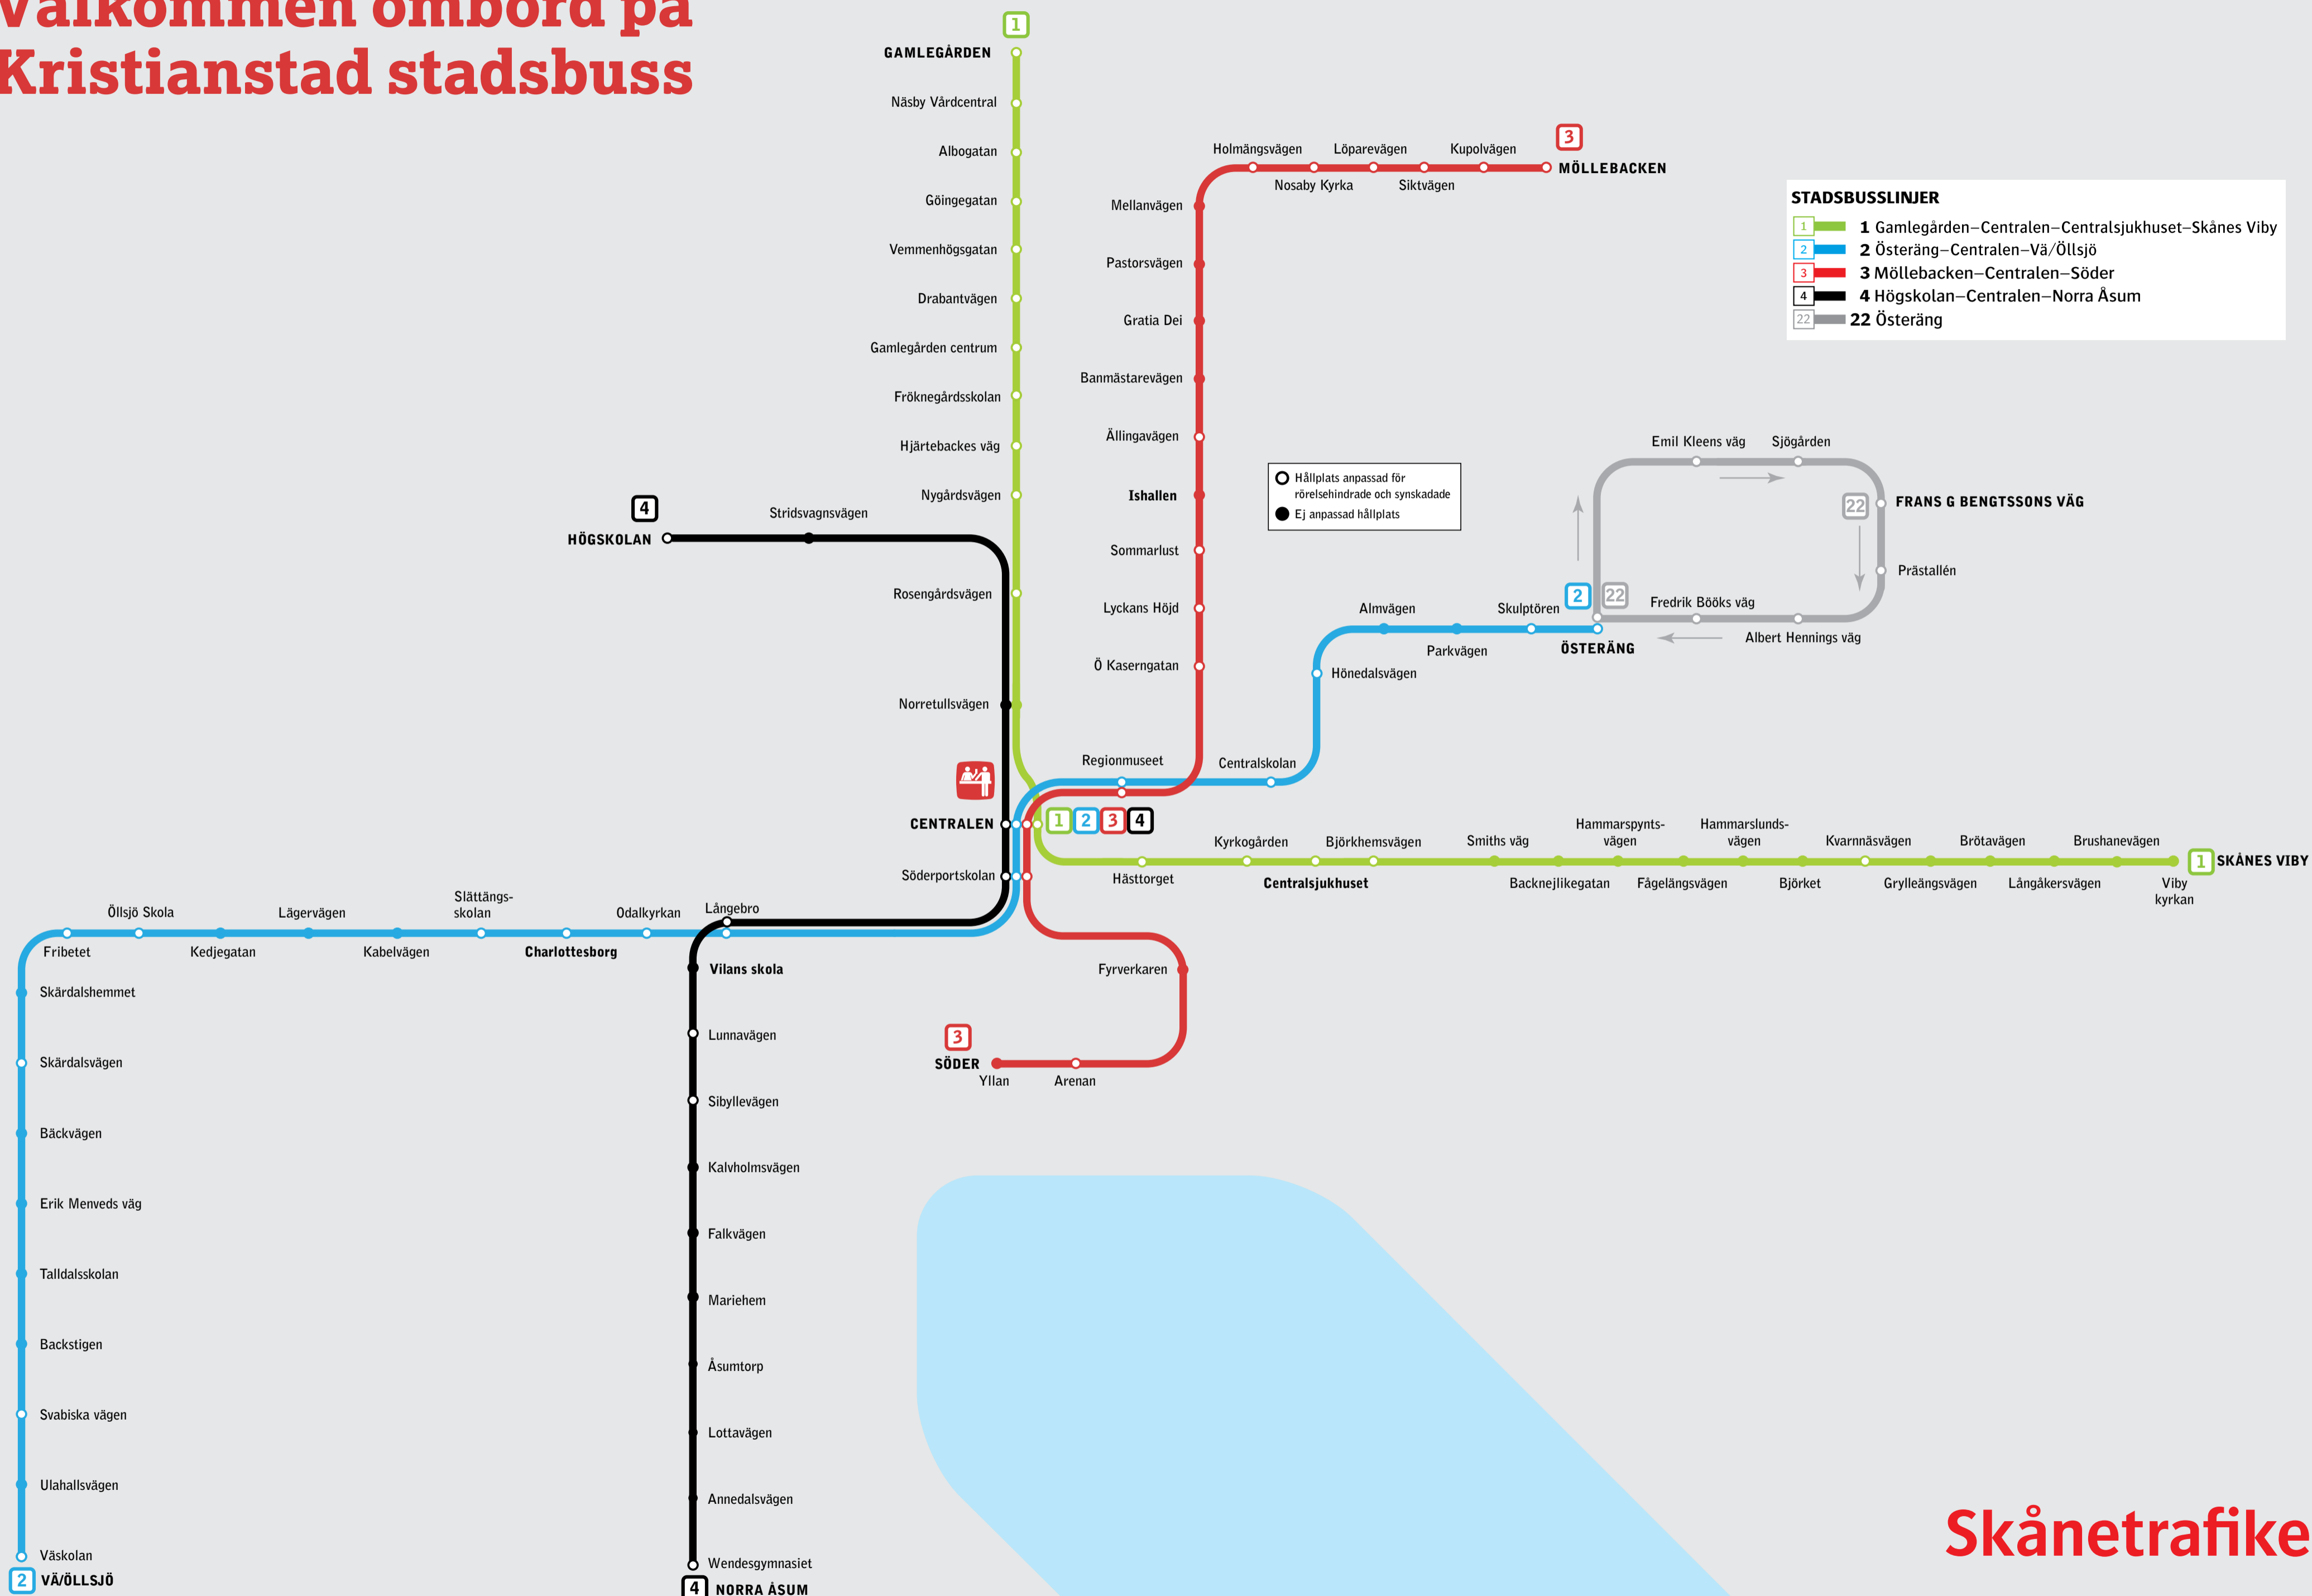 Välkommen ombord på
Kristianstad stadsbuss
1
GAMLEGÅRDEN
Näsby Vårdcentral
Albogatan
Göingegatan
Vemmenhögsgatan
Drabantvägen
Gamlegården centrum
Fröknegårdsskolan
Hjärtebackes väg
Nygårdsvägen
Rosengårdsvägen
Norretullsvägen
CENTRALEN
Söderportskolan
3
MÖLLEBACKEN
Kupolvägen
Siktvägen
Löparevägen
Nosaby Kyrka
Holmängsvägen
Mellanvägen
Pastorsvägen
Gratia Dei
Banmästarevägen
Ällingavägen
Ishallen
Sommarlust
Lyckans Höjd
Ö Kaserngatan
Regionmuseet
STADSBUSSLINJER
1 1 Gamlegården–Centralen–Centralsjukhuset–Skånes Viby
2 2 Österäng–Centralen–Vä/Öllsjö
3 3 Möllebacken–Centralen–Söder
4 4 Högskolan–Centralen–Norra Åsum
22 22 Österäng
Hållplats anpassad för
rörelsehindrade och synskadade
Ej anpassad hållplats
4
HÖGSKOLAN
Stridsvagnsvägen
Emil Kleens väg
Sjögården
22
FRANS G BENGTSSONS VÄG
Prästallén
Albert Hennings väg
Fredrik Bööks väg
2 22
ÖSTERÄNG
Skulptören
Parkvägen
Almvägen
Hönedalsvägen
Centralskolan
1 2 3 4
Hästtorget
Kyrkogården
Centralsjukhuset
Björkhemsvägen
Smiths väg
Backnejlikegatan
Hammarspynts-
vägen
Fågelängsvägen
Hammarslunds-
vägen
Björket
Kvarnnäsvägen
Grylleängsvägen
Brötavägen
Långåkersvägen
Brushanevägen
Viby
kyrkan
1 SKÅNES VIBY
Långebro
Odalkyrkan
Charlottesborg
Slättängs-
skolan
Kabelvägen
Lägervägen
Kedjegatan
Öllsjö Skola
Fribetet
Skärdalshemmet
Skärdalsvägen
Bäckvägen
Erik Menveds väg
Talldalsskolan
Backstigen
Svabiska vägen
Ulahallsvägen
Väskolan
2 VÄ/ÖLLSJÖ
Vilans skola
Lunnavägen
Sibyllevägen
Kalvholmsvägen
Falkvägen
Mariehem
Åsumtorp
Lottavägen
Annedalsvägen
Wendesgymnasiet
4 NORRA ÅSUM
Fyrverkaren
3
SÖDER
Yllan
Arenan
Skånetrafike